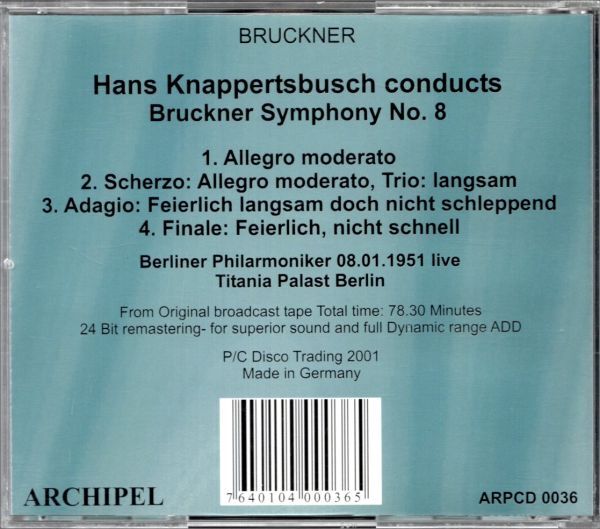 BRUCKNER
Hans Knappertsbusch conducts
Bruckner Symphony No. 8
1. Allegro moderato
2. Scherzo: Allegro moderato, Trio: langsam
3. Adagio: Feierlich langsam doch nicht schleppend
4. Finale: Feierlich, nicht schnell
Berliner Philarmoniker 08.01.1951 live
Titania Palast Berlin
From Original broadcast tape Total time: 78.30 Minutes
24 Bit remastering- for superior sound and full Dynamic range ADD
P/C Disco Trading 2001
Made in Germany
7640104000365
ARCHIPEL
ARPCD 0036